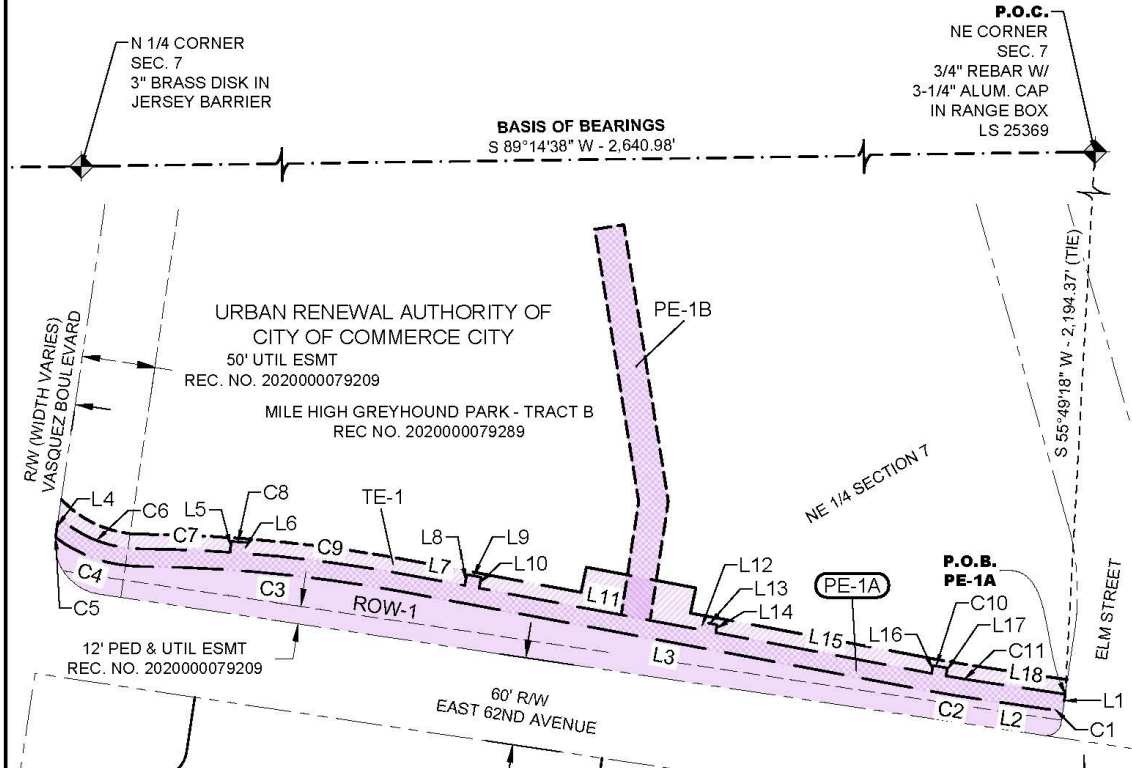 N 1/4 CORNER
SEC. 7
3" BRASS DISK IN
JERSEY BARRIER
P.O.C.
NE CORNER
SEC. 7
3/4" REBAR W/
3-1/4" ALUM. CAP
IN RANGE BOX
LS 25369
BASIS OF BEARINGS
S 89°14'38" W - 2,640.98'
S 55°49'18" W - 2,194.37' (TIE)
URBAN RENEWAL AUTHORITY OF
CITY OF COMMERCE CITY
50' UTIL ESMT
REC. NO. 2020000079209
MILE HIGH GREYHOUND PARK - TRACT B
REC NO. 2020000079289
PE-1B
R/W (WIDTH VARIES)
VASQUEZ BOULEVARD
NE 1/4 SECTION 7
L4
C6
C7
L5
C8
L6
TE-1
C9
L7
L8
L9
L10
L11
L12
L13
L14
PE-1A
L15
L16
P.O.B.
PE-1A
C10
L17
C11
L18
L1
C1
ELM STREET
C4
C5
C3
ROW-1
L3
C2
L2
12' PED & UTIL ESMT
REC. NO. 2020000079209
60' R/W
EAST 62ND AVENUE